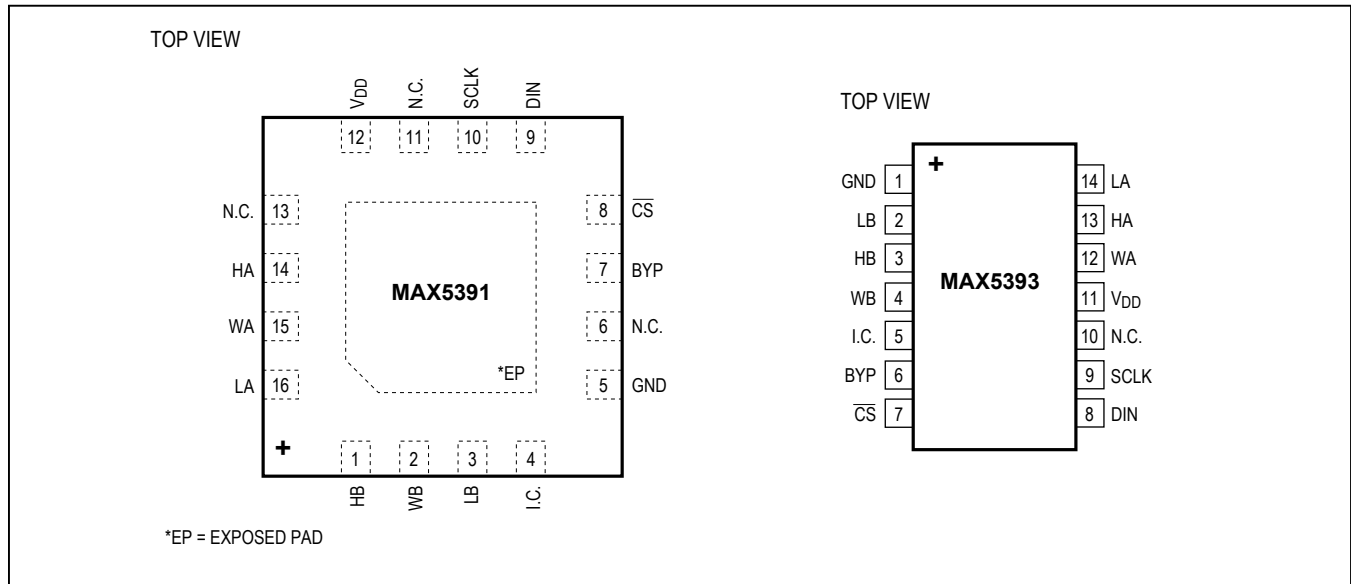 TOP VIEW
VDD
N.C.
SCLK
DIN
12
11
10
9
N.C. 13
8 CS
HA 14
7 BYP
MAX5391
WA 15
6 N.C.
LA 16
*EP
5 GND
+
1
2
3
4
HB
WB
LB
I.C.
*EP = EXPOSED PAD
TOP VIEW
+
GND 1
14 LA
LB 2
13 HA
HB 3
12 WA
MAX5393
WB 4
11 VDD
I.C. 5
10 N.C.
BYP 6
9 SCLK
CS 7
8 DIN